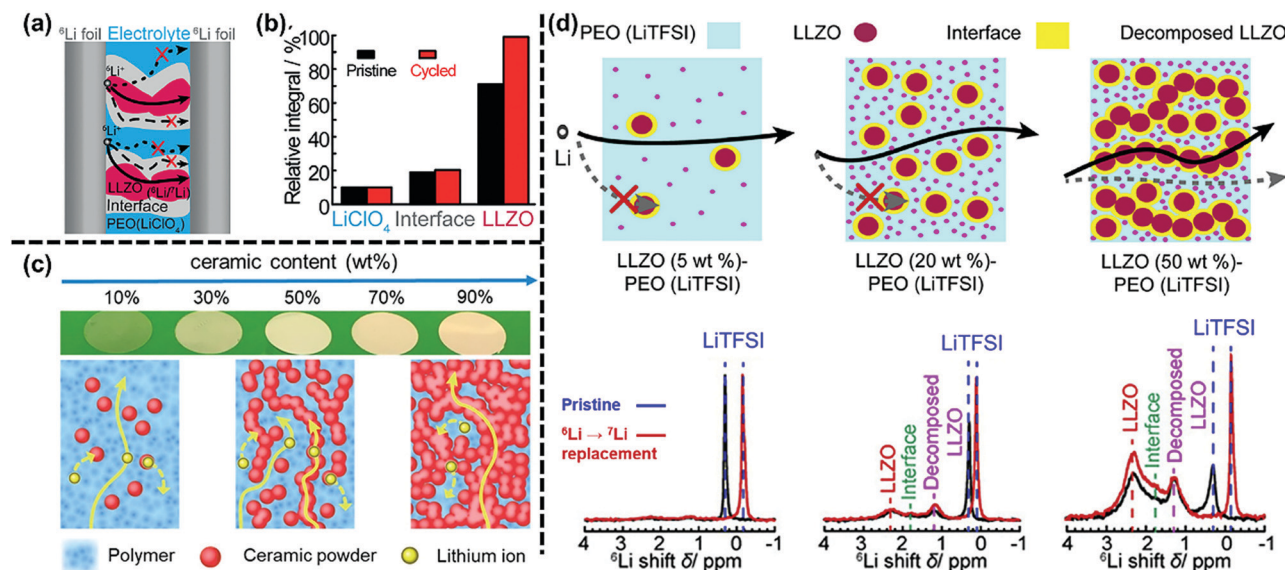 (a)
⁶Li foil Electrolyte ⁶Li foil
⁶Li⁺
⁶Li⁺
LLZO (⁶Li/⁷Li)
Interface
PEO(LiClO₄)
(b)
Relative integral / %
100
80
60
40
20
Pristine
Cycled
LiClO₄ Interface LLZO
(c)
ceramic content (wt%)
10% 30% 50% 70% 90%
Polymer Ceramic powder Lithium ion
(d)
PEO (LiTFSI) LLZO Interface Decomposed LLZO
Li
LLZO (5 wt %)-
PEO (LiTFSI)
LLZO (20 wt %)-
PEO (LiTFSI)
LLZO (50 wt %)-
PEO (LiTFSI)
Pristine
⁶Li → ⁷Li
replacement
LiTFSI
4 3 2 1 0 -1
⁶Li shift δ/ ppm
LLZO
Interface
Decomposed
LLZO
LiTFSI
4 3 2 1 0 -1
⁶Li shift δ/ ppm
LLZO
Interface
Decomposed
LLZO
LiTFSI
4 3 2 1 0 -1
⁶Li shift δ/ ppm